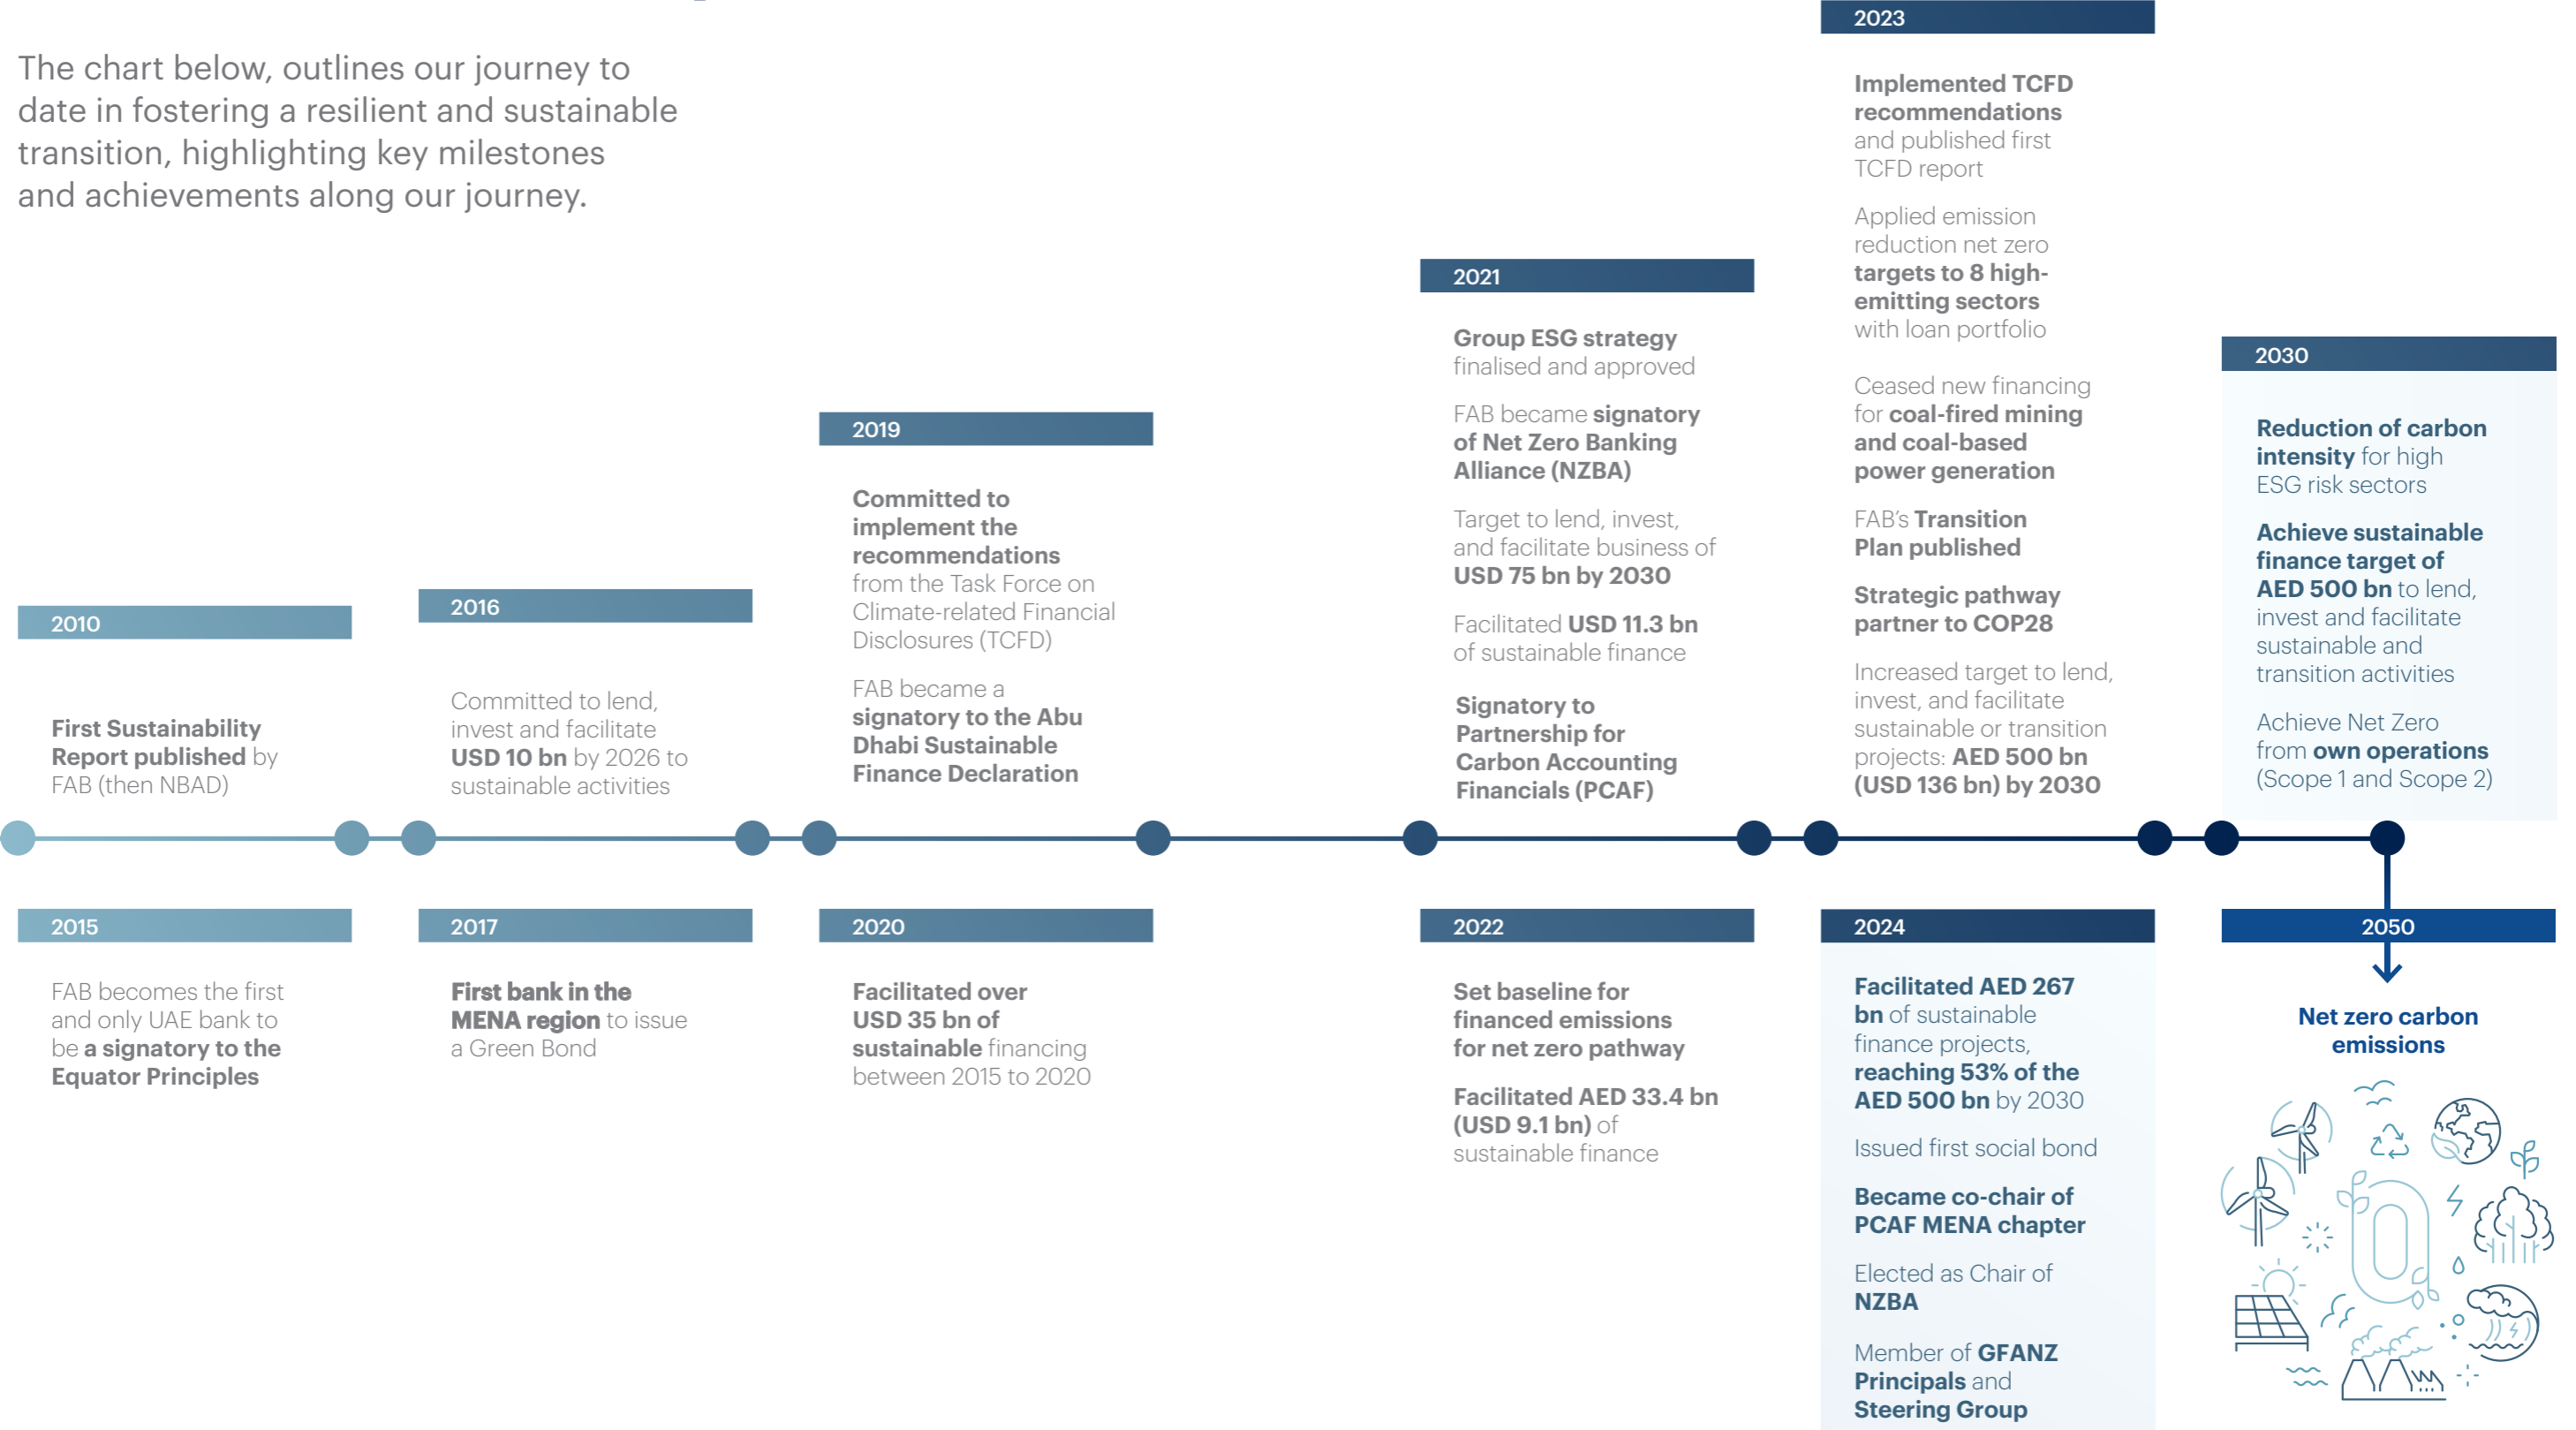 The chart below, outlines our journey to
date in fostering a resilient and sustainable
transition, highlighting key milestones
and achievements along our journey.
2010
First Sustainability
Report published by
FAB (then NBAD)
2015
FAB becomes the first
and only UAE bank to
be a signatory to the
Equator Principles
2016
Committed to lend,
invest and facilitate
USD 10 bn by 2026 to
sustainable activities
2017
First bank in the
MENA region to issue
a Green Bond
2019
Committed to
implement the
recommendations
from the Task Force on
Climate-related Financial
Disclosures (TCFD)
FAB became a
signatory to the Abu
Dhabi Sustainable
Finance Declaration
2020
Facilitated over
USD 35 bn of
sustainable financing
between 2015 to 2020
2021
Group ESG strategy
finalised and approved
FAB became signatory
of Net Zero Banking
Alliance (NZBA)
Target to lend, invest,
and facilitate business of
USD 75 bn by 2030
Facilitated USD 11.3 bn
of sustainable finance
Signatory to
Partnership for
Carbon Accounting
Financials (PCAF)
2022
Set baseline for
financed emissions
for net zero pathway
Facilitated AED 33.4 bn
(USD 9.1 bn) of
sustainable finance
2023
Implemented TCFD
recommendations
and published first
TCFD report
Applied emission
reduction net zero
targets to 8 high-
emitting sectors
with loan portfolio
Ceased new financing
for coal-fired mining
and coal-based
power generation
FAB's Transition
Plan published
Strategic pathway
partner to COP28
Increased target to lend,
invest, and facilitate
sustainable or transition
projects: AED 500 bn
(USD 136 bn) by 2030
2024
Facilitated AED 267
bn of sustainable
finance projects,
reaching 53% of the
AED 500 bn by 2030
Issued first social bond
Became co-chair of
PCAF MENA chapter
Elected as Chair of
NZBA
Member of GFANZ
Principals and
Steering Group
2030
Reduction of carbon
intensity for high
ESG risk sectors
Achieve sustainable
finance target of
AED 500 bn to lend,
invest and facilitate
sustainable and
transition activities
Achieve Net Zero
from own operations
(Scope 1 and Scope 2)
2050
Net zero carbon
emissions